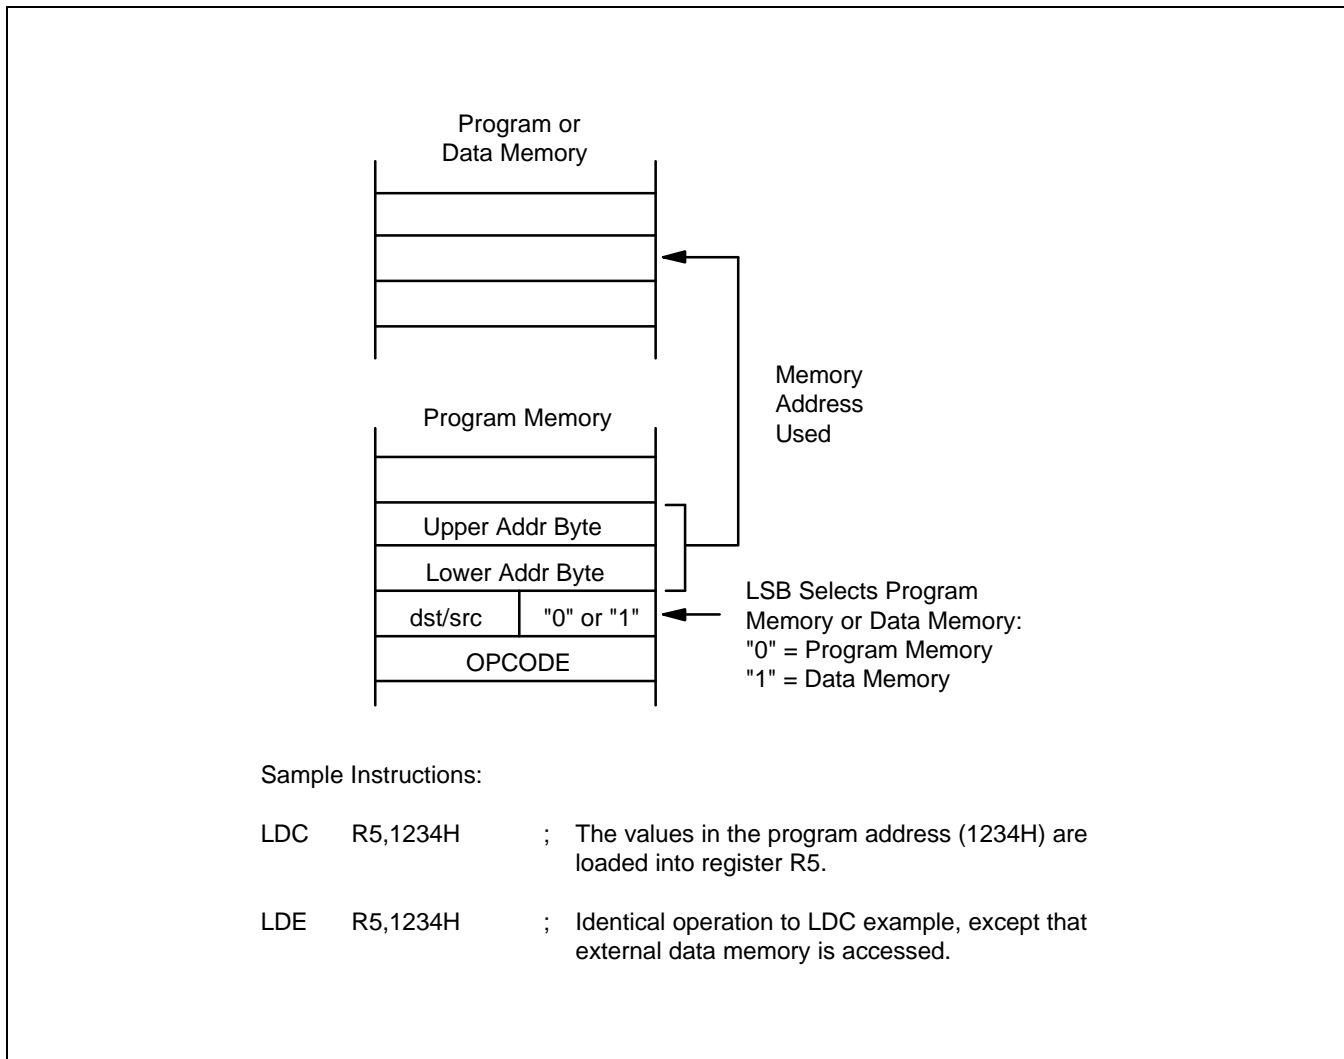 Program or
Data Memory
Memory
Address
Used
Program Memory
Upper Addr Byte
Lower Addr Byte
dst/src "0" or "1"
OPCODE
LSB Selects Program
Memory or Data Memory:
"0" = Program Memory
"1" = Data Memory
Sample Instructions:
LDC R5,1234H ; The values in the program address (1234H) are
loaded into register R5.
LDE R5,1234H ; Identical operation to LDC example, except that
external data memory is accessed.